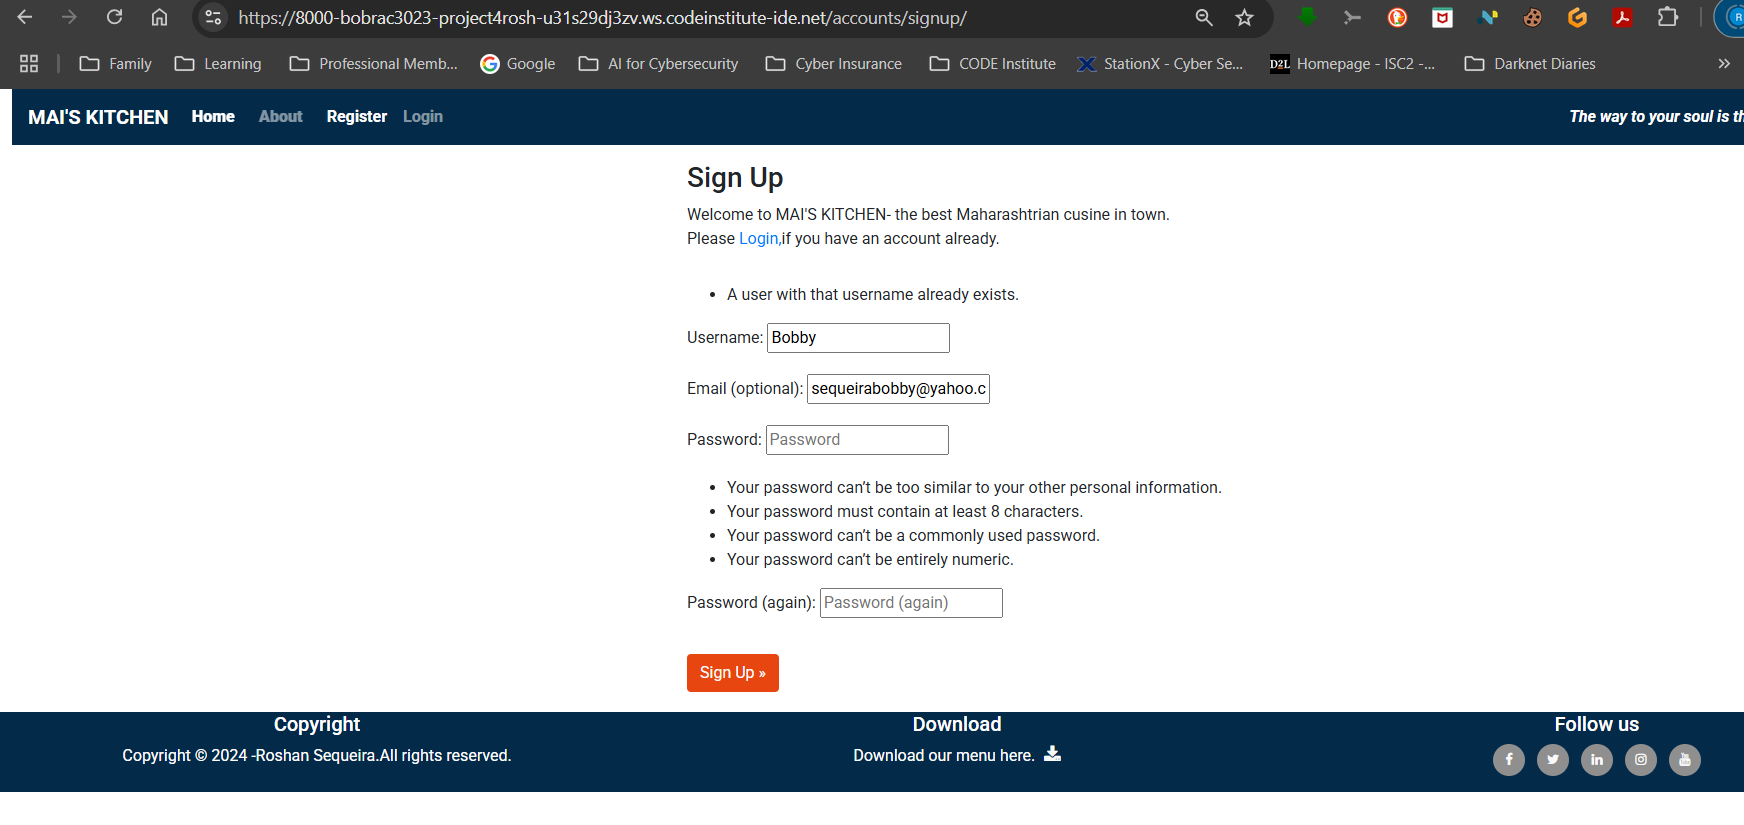 https://8000-bobrac3023-project4rosh-u31s29dj3zv.ws.codeinstitute-ide.net/accounts/signup/
Family Learning Professional Memb... Google AI for Cybersecurity Cyber Insurance CODE Institute StationX - Cyber Se... D2L Homepage - ISC2 -... Darknet Diaries
MAI'S KITCHEN Home About Register Login The way to your soul is th
Sign Up
Welcome to MAI'S KITCHEN- the best Maharashtrian cusine in town.
Please Login,if you have an account already.
A user with that username already exists.
Username: Bobby
Email (optional): sequeirabobby@yahoo.c
Password: Password
Your password can’t be too similar to your other personal information.
Your password must contain at least 8 characters.
Your password can’t be a commonly used password.
Your password can’t be entirely numeric.
Password (again): Password (again)
Sign Up »
Copyright Download Follow us
Copyright © 2024 -Roshan Sequeira.All rights reserved. Download our menu here.